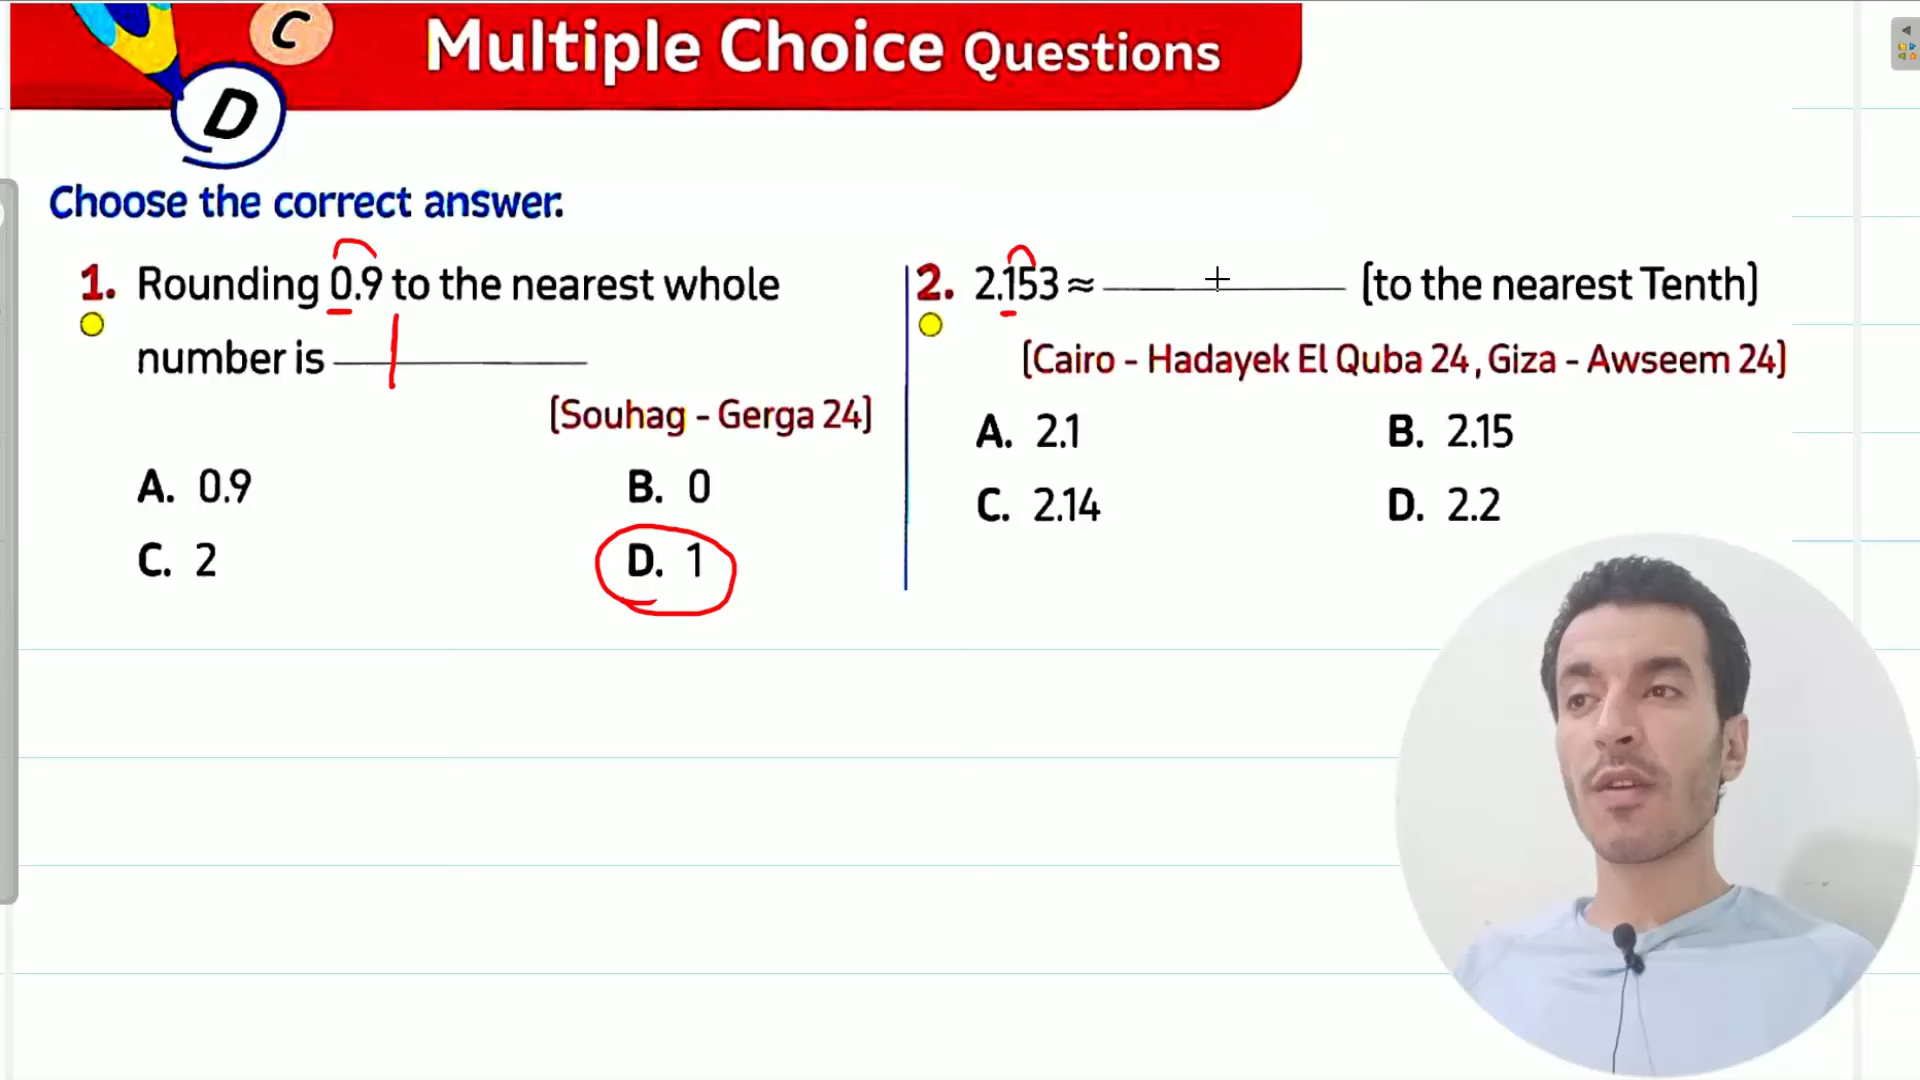 C
D
Multiple Choice Questions
Choose the correct answer.
1. Rounding 0.9 to the nearest whole
number is 1
[Souhag - Gerga 24]
A. 0.9
B. 0
C. 2
D. 1
2. 2.153 ≈ [to the nearest Tenth]
[Cairo - Hadayek El Quba 24, Giza - Awseem 24]
A. 2.1
B. 2.15
C. 2.14
D. 2.2